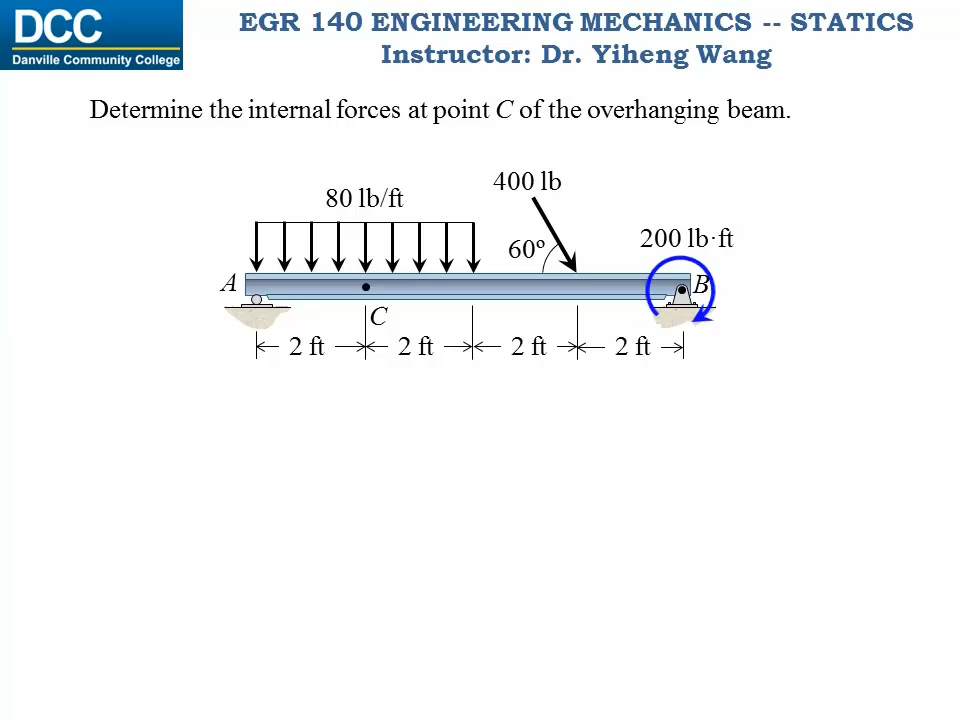 DCC
Danville Community College
EGR 140 ENGINEERING MECHANICS -- STATICS
Instructor: Dr. Yiheng Wang
Determine the internal forces at point C of the overhanging beam.
400 lb
80 lb/ft
60º
200 lb·ft
A
B
C
2 ft
2 ft
2 ft
2 ft